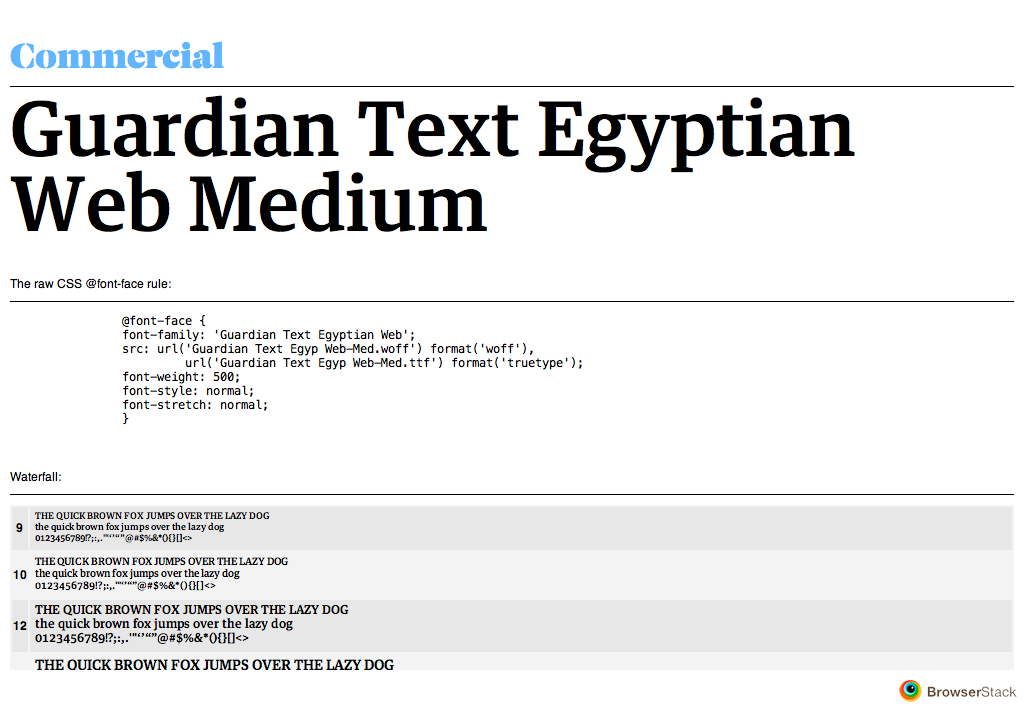 Commercial
Guardian Text Egyptian
Web Medium
The raw CSS @font-face rule:
@font-face {
font-family: 'Guardian Text Egyptian Web';
src: url('Guardian Text Egyp Web-Med.woff') format('woff'),
url('Guardian Text Egyp Web-Med.ttf') format('truetype');
font-weight: 500;
font-style: normal;
font-stretch: normal;
}
Waterfall:
THE QUICK BROWN FOX JUMPS OVER THE LAZY DOG
9 the quick brown fox jumps over the lazy dog
0123456789!?;:,.'"‘’“”@#$%&*(){}[]<>
THE QUICK BROWN FOX JUMPS OVER THE LAZY DOG
10 the quick brown fox jumps over the lazy dog
0123456789!?;:,.'"‘’“”@#$%&*(){}[]<>
THE QUICK BROWN FOX JUMPS OVER THE LAZY DOG
12 the quick brown fox jumps over the lazy dog
0123456789!?;:,.'"‘’“”@#$%&*(){}[]<>
THE QUICK BROWN FOX JUMPS OVER THE LAZY DOG
BrowserStack